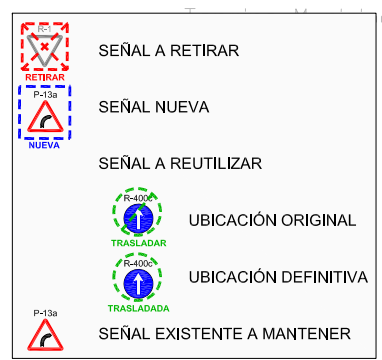 R-1
RETIRAR
SEÑAL A RETIRAR
P-13a
NUEVA
SEÑAL NUEVA
SEÑAL A REUTILIZAR
R-400c
TRASLADAR
UBICACIÓN ORIGINAL
R-400c
TRASLADADA
UBICACIÓN DEFINITIVA
P-13a
SEÑAL EXISTENTE A MANTENER